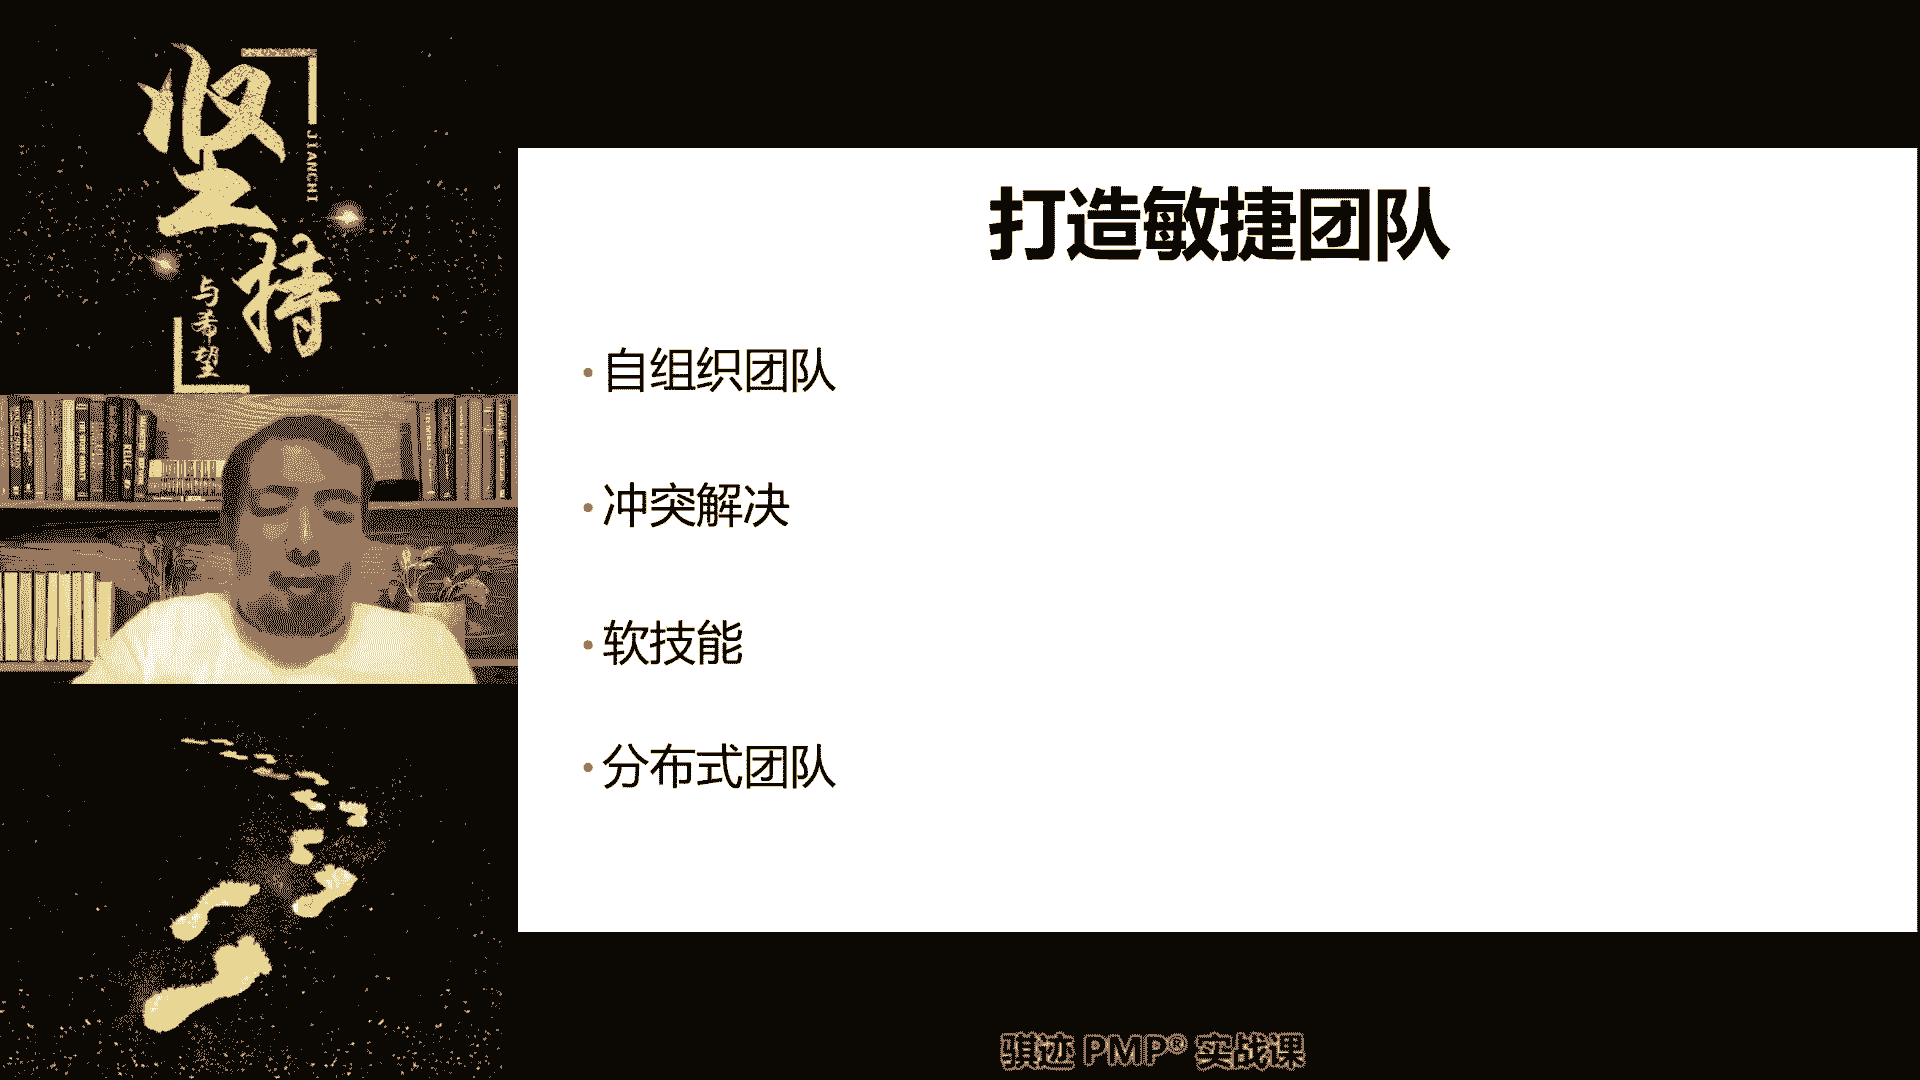 坚持
JIANCHI
与希望
打造敏捷团队
•自组织团队
•冲突解决
•软技能
•分布式团队
骐迹 PMP® 实战课